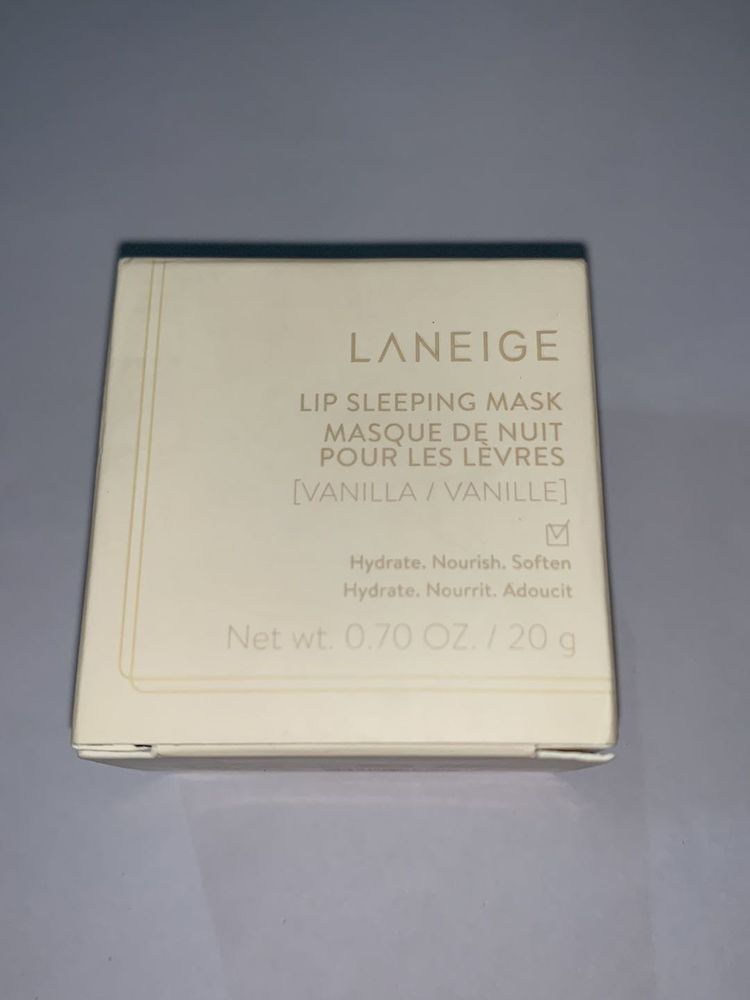 LANEIGE
LIP SLEEPING MASK
MASQUE DE NUIT
POUR LES LÈVRES
[VANILLA / VANILLE]
Hydrate. Nourish. Soften
Hydrate. Nourrit. Adoucit
Net wt. 0.70 OZ. / 20 g